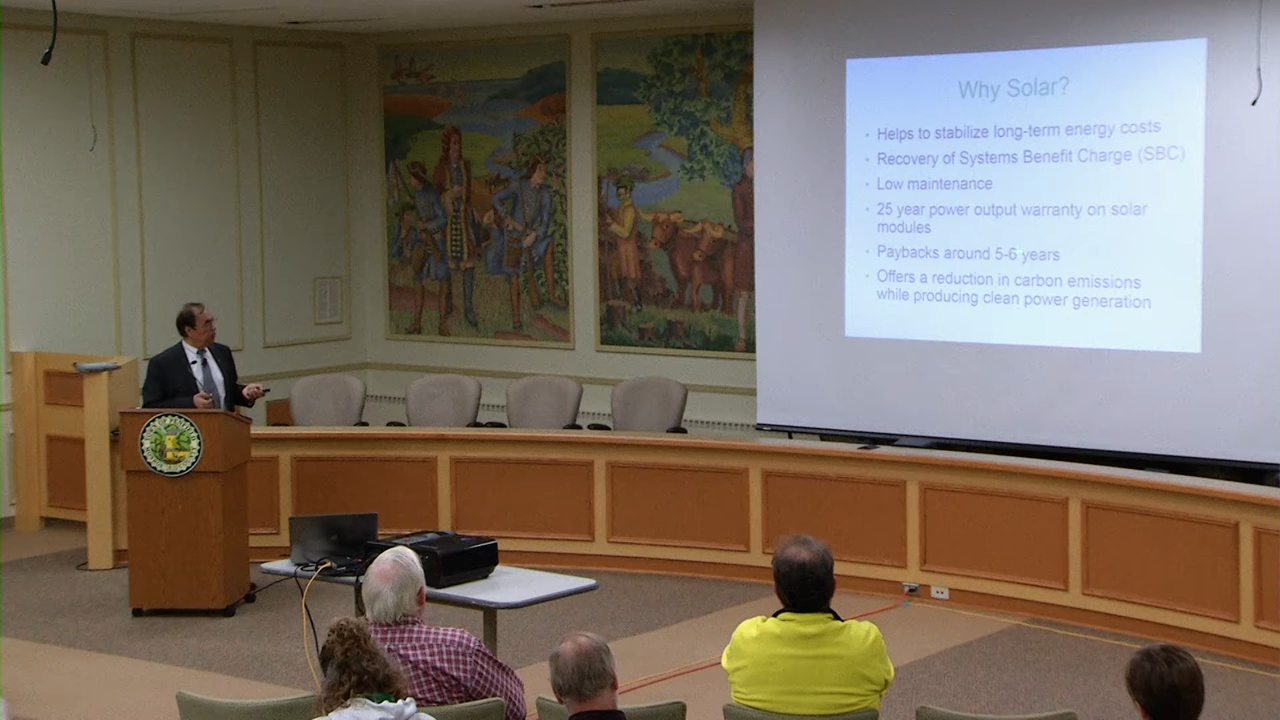 Why Solar?
• Helps to stabilize long-term energy costs
• Recovery of Systems Benefit Charge (SBC)
• Low maintenance
• 25 year power output warranty on solar
modules
• Paybacks around 5-6 years
• Offers a reduction in carbon emissions
while producing clean power generation